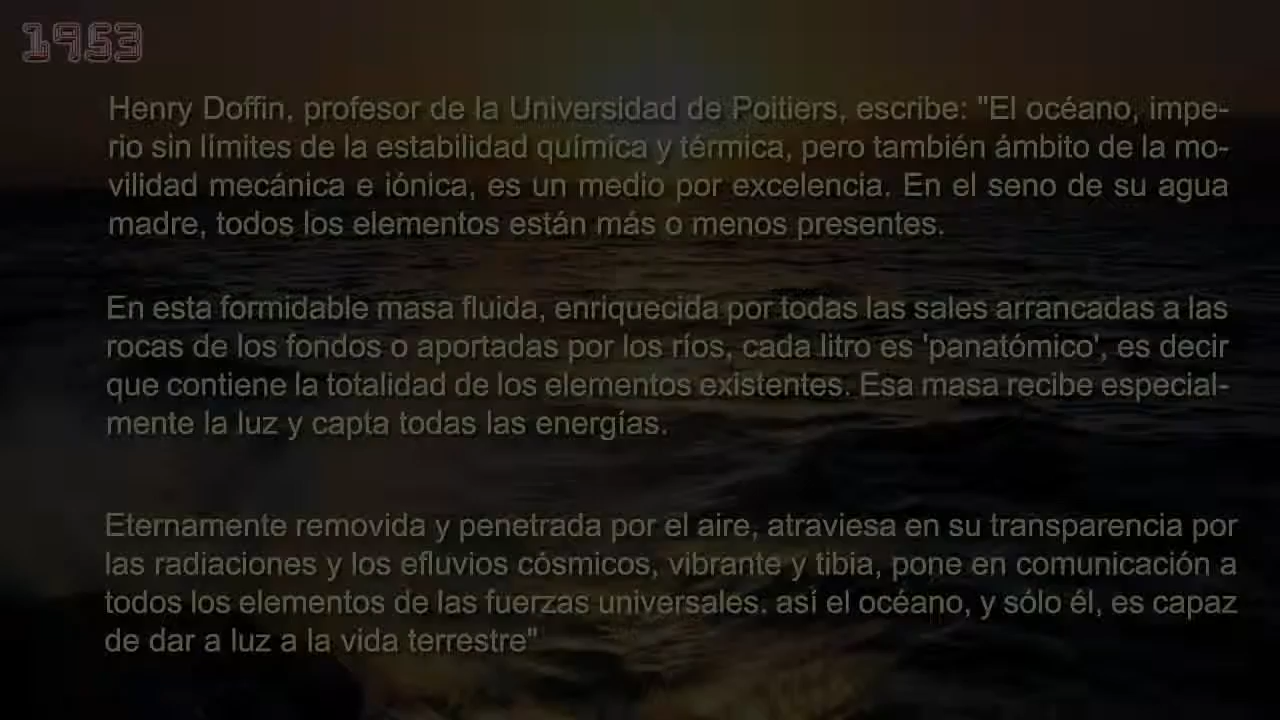 1953
Henry Doffin, profesor de la Universidad de Poitiers, escribe: "El océano, impe-
rio sin límites de la estabilidad química y térmica, pero también ámbito de la mo-
vilidad mecánica e iónica, es un medio por excelencia. En el seno de su agua
madre, todos los elementos están más o menos presentes.
En esta formidable masa fluida, enriquecida por todas las sales arrancadas a las
rocas de los fondos o aportadas por los ríos, cada litro es 'panatómico', es decir
que contiene la totalidad de los elementos existentes. Esa masa recibe especial-
mente la luz y capta todas las energías.
Eternamente removida y penetrada por el aire, atraviesa en su transparencia por
las radiaciones y los efluvios cósmicos, vibrante y tibia, pone en comunicación a
todos los elementos de las fuerzas universales. así el océano, y sólo él, es capaz
de dar a luz a la vida terrestre"